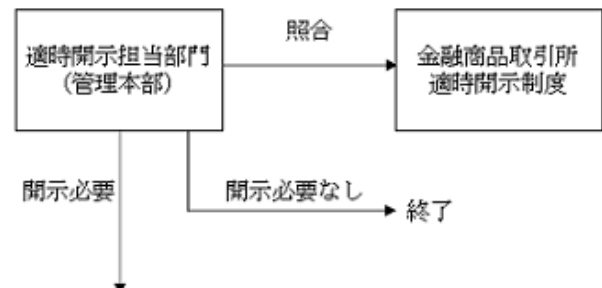 照合
適時開示担当部門
(管理本部)
金融商品取引所
適時開示制度
開示必要
開示必要なし
終了